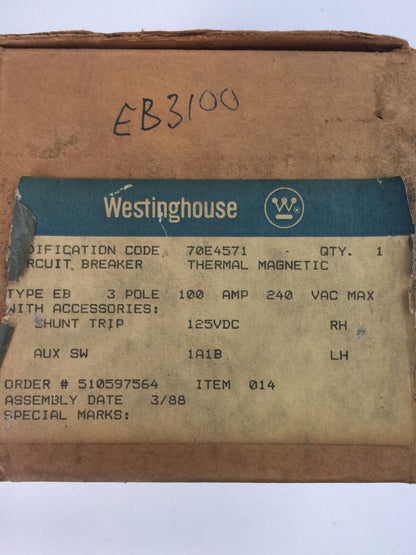 EB3100
Westinghouse W
DIFICATION CODE 70E4571 - QTY. 1
RCUIT BREAKER THERMAL MAGNETIC
TYPE EB 3 POLE 100 AMP 240 VAC MAX
WITH ACCESSORIES:
SHUNT TRIP 125VDC RH
AUX SW 1A1B LH
ORDER # 510597564 ITEM 014
ASSEMBLY DATE 3/88
SPECIAL MARKS: